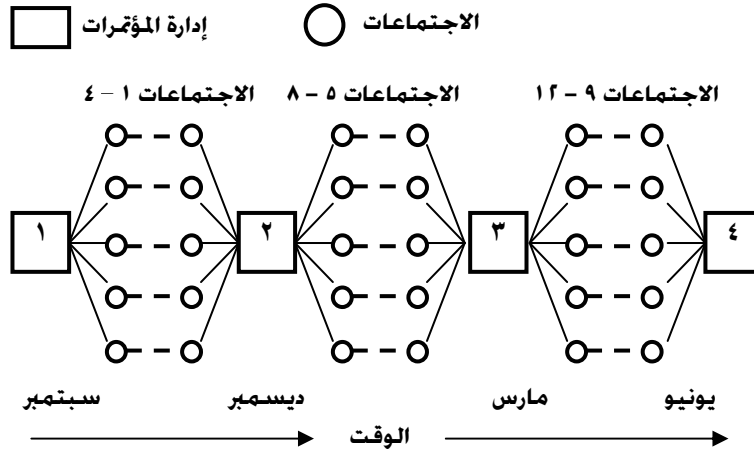 الاجتماعات
إدارة المؤتمرات
الاجتماعات ٩ – ١٢
الاجتماعات ٥ – ٨
الاجتماعات ١ – ٤
١
٢
٣
٤
سبتمبر
ديسمبر
مارس
يونيو
الوقت